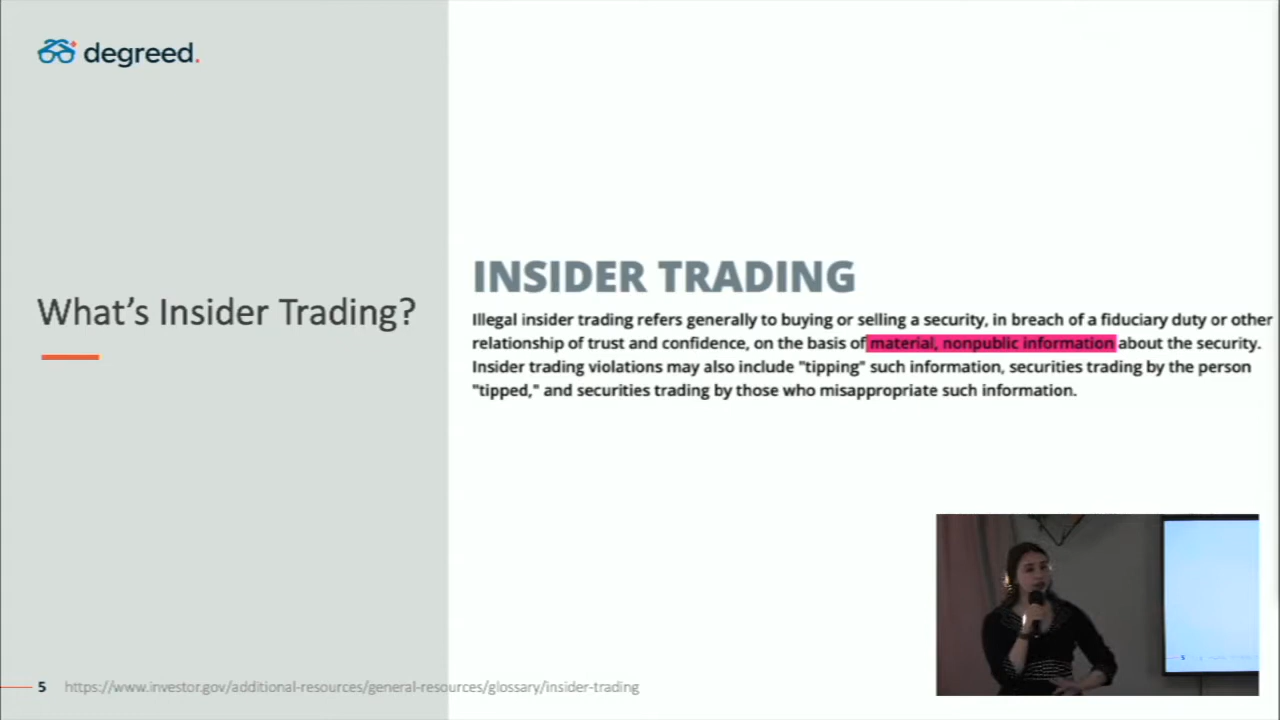 degreed.
What's Insider Trading?
INSIDER TRADING
Illegal insider trading refers generally to buying or selling a security, in breach of a fiduciary duty or other
relationship of trust and confidence, on the basis of material, nonpublic information about the security.
Insider trading violations may also include "tipping" such information, securities trading by the person
"tipped," and securities trading by those who misappropriate such information.
5 https://www.investor.gov/additional-resources/general-resources/glossary/insider-trading
5